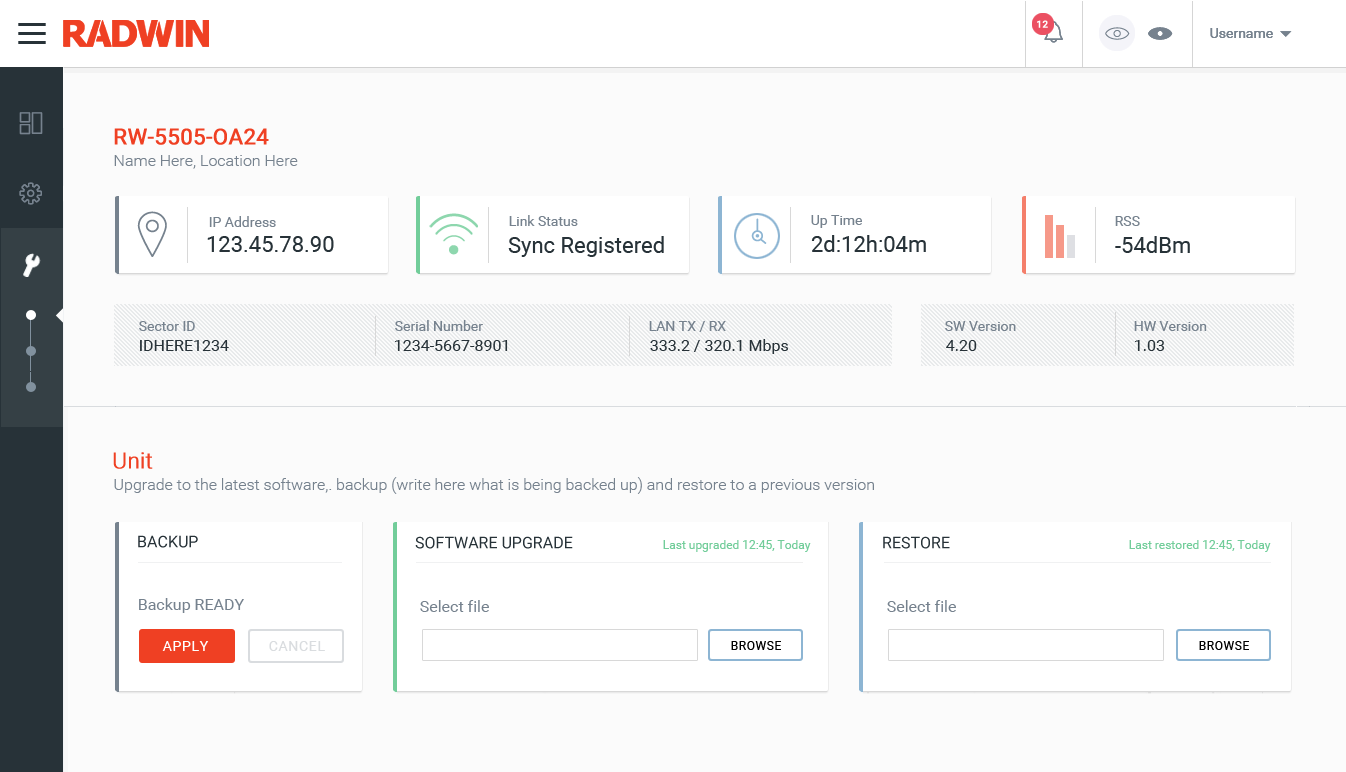 RADWIN
12
Username
RW-5505-OA24
Name Here, Location Here
IP Address
123.45.78.90
Link Status
Sync Registered
Up Time
2d:12h:04m
RSS
-54dBm
Sector ID
IDHERE1234
Serial Number
1234-5667-8901
LAN TX / RX
333.2 / 320.1 Mbps
SW Version
4.20
HW Version
1.03
Unit
Upgrade to the latest software,. backup (write here what is being backed up) and restore to a previous version
BACKUP
Backup READY
APPLY
CANCEL
SOFTWARE UPGRADE
Last upgraded 12:45, Today
Select file
BROWSE
RESTORE
Last restored 12:45, Today
Select file
BROWSE